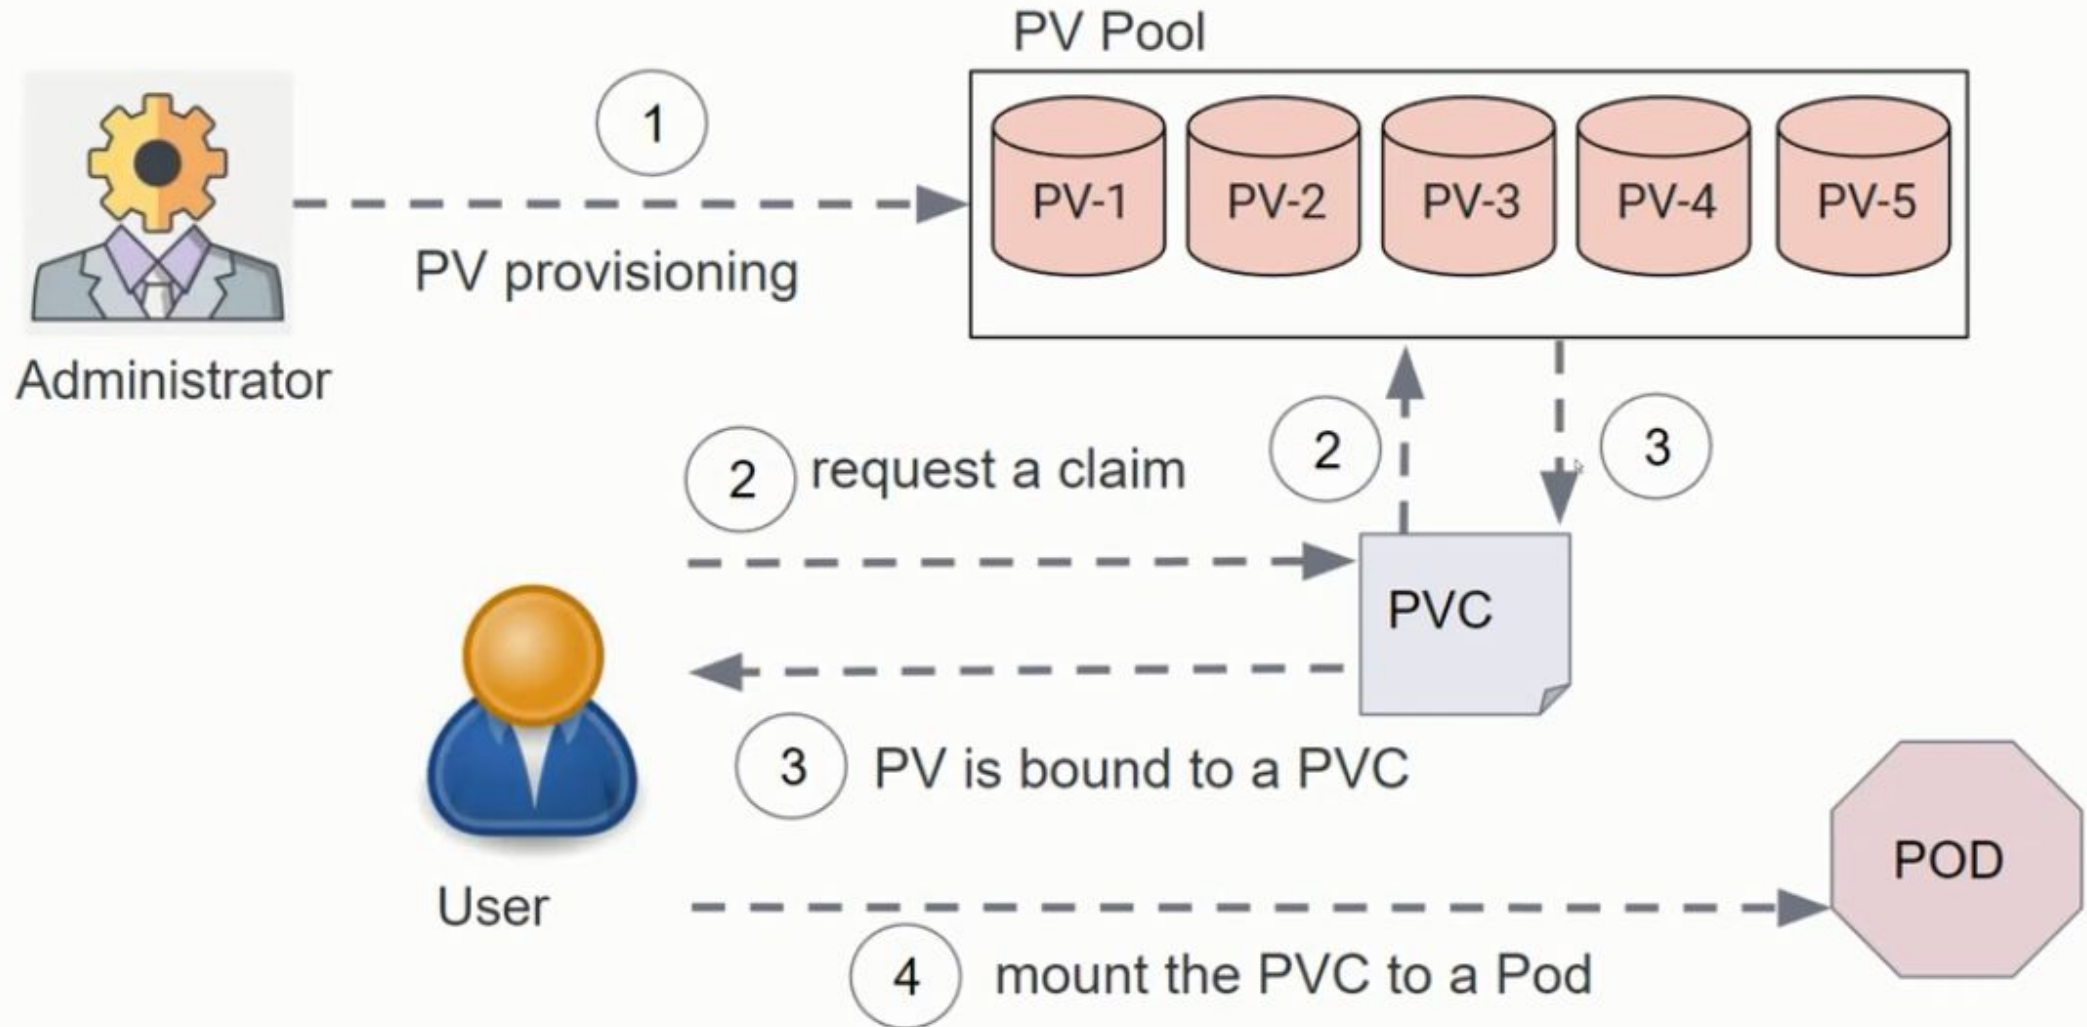 PV Pool
1
PV-1 PV-2 PV-3 PV-4 PV-5
PV provisioning
Administrator
2 request a claim
2
3
PVC
3 PV is bound to a PVC
POD
User
4 mount the PVC to a Pod